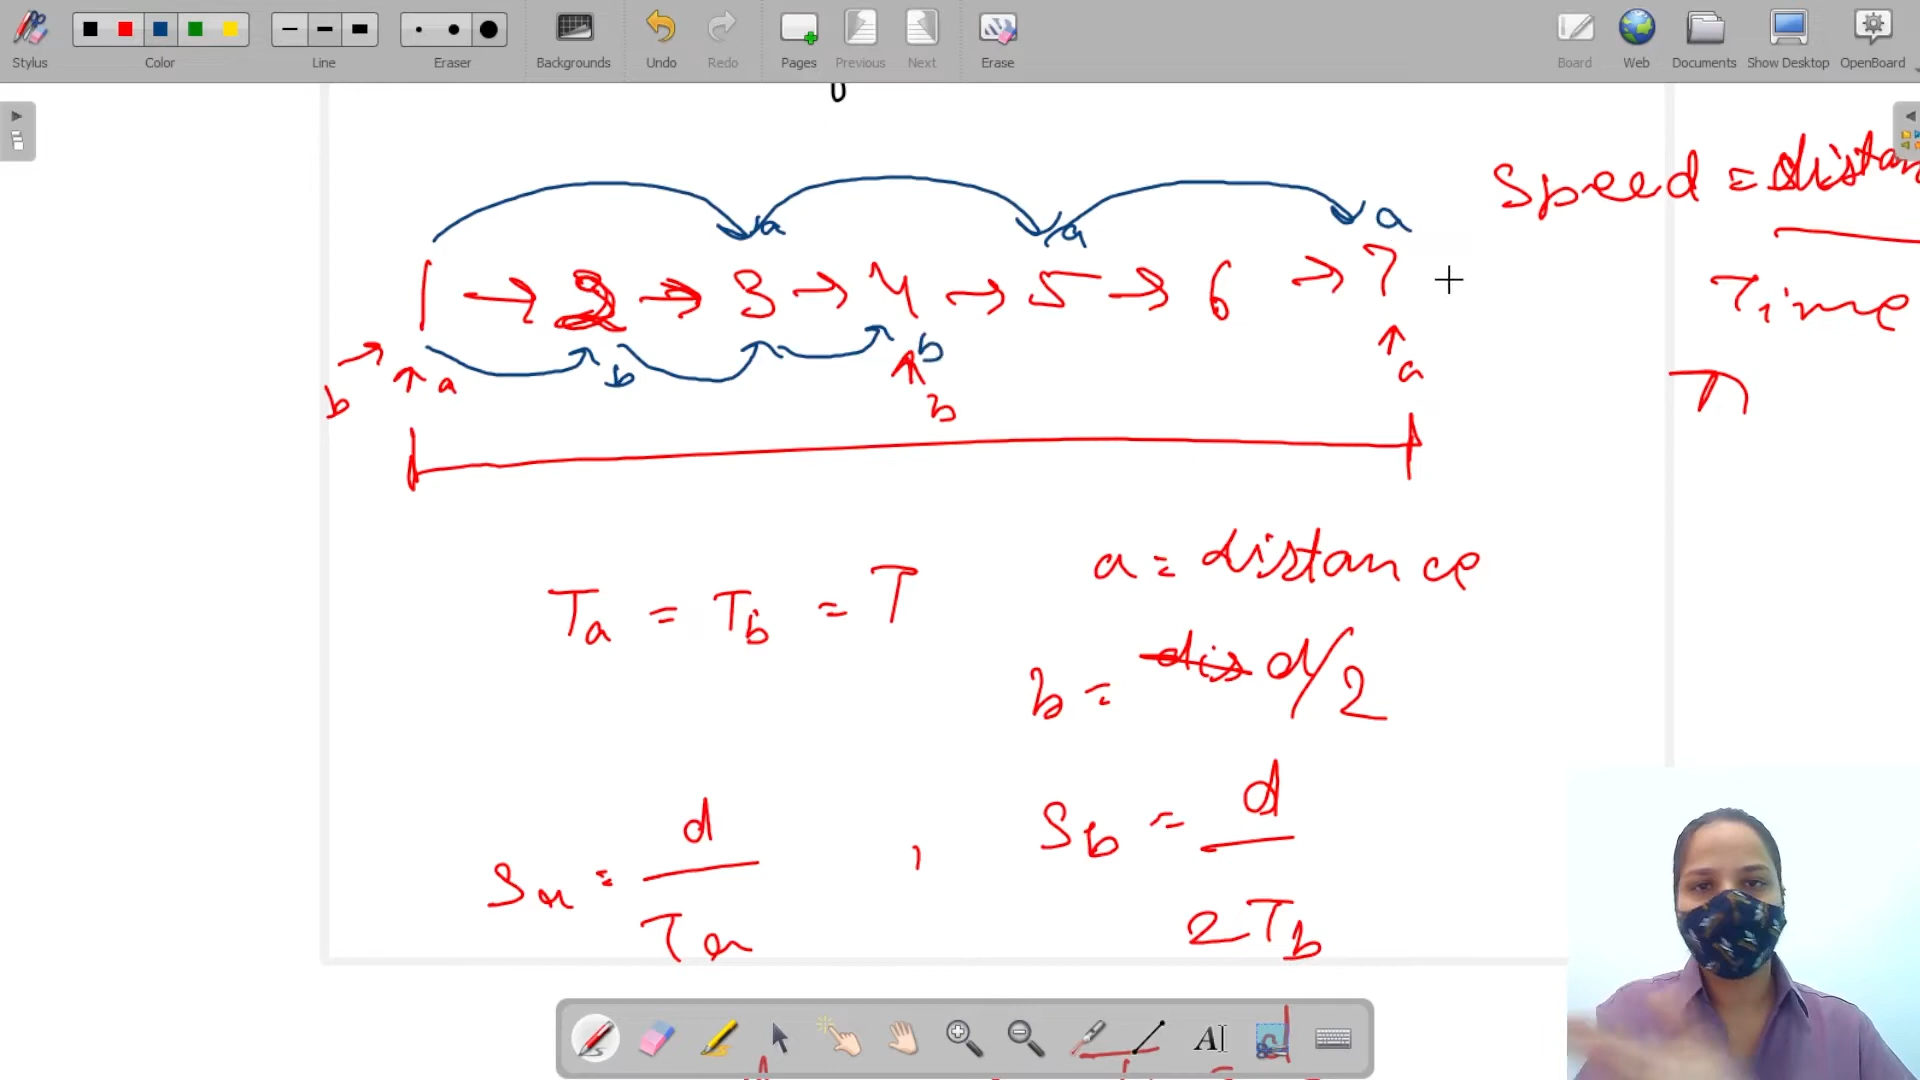 Stylus Color Line Eraser Backgrounds Undo Redo Pages Previous Next Erase Board Web Documents Show Desktop OpenBoard
Speed = distan
Time
a a a
1 → 2 → 3 → 4 → 5 → 6 → 7
b b
b a b a
Ta = Tb = T
a = distance
b = dis d/2
Sa = d / Ta , Sb = d / 2Tb